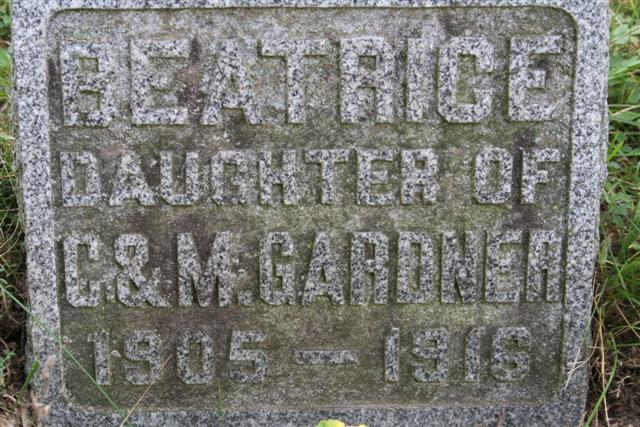 BEATRICE
DAUGHTER OF
C. & M. GARDNER
1905 — 1916